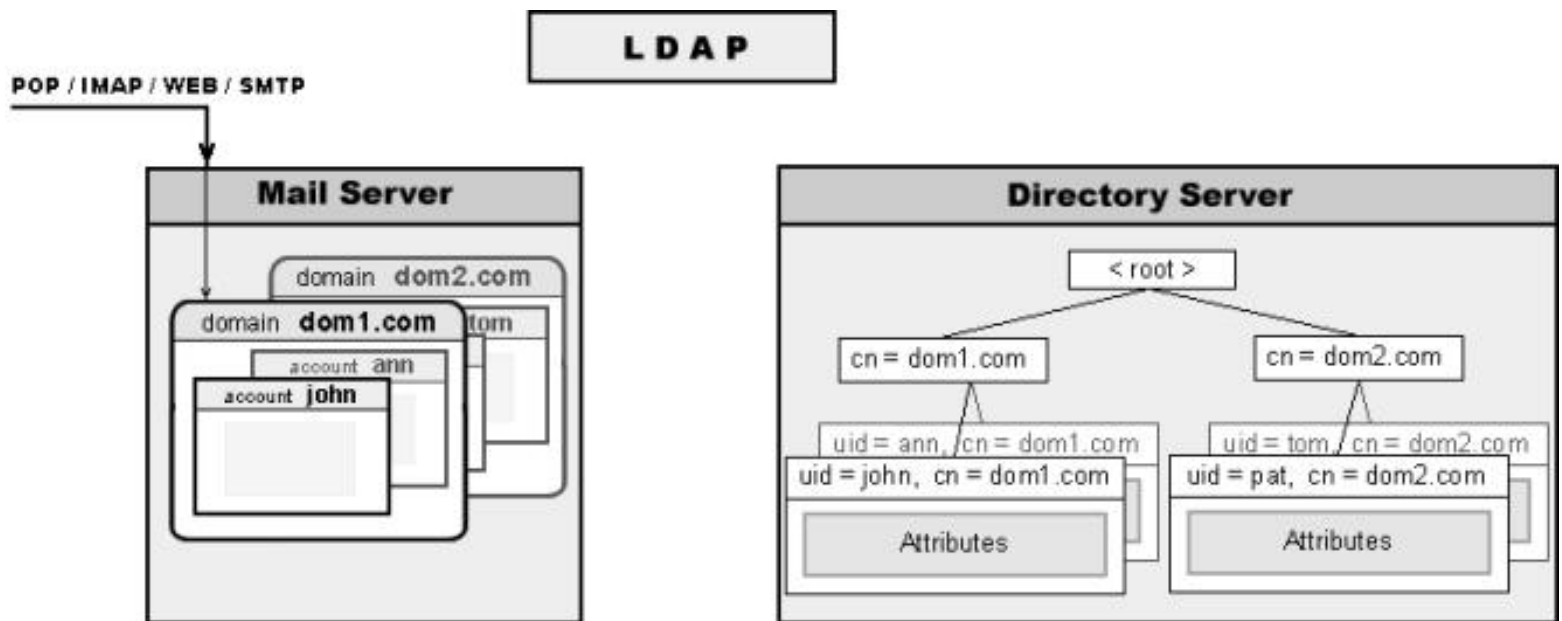 L D A P
POP / IMAP / WEB / SMTP
Mail Server
domain dom2.com
tom
domain dom1.com
account ann
account john
Directory Server
< root >
cn = dom1.com
cn = dom2.com
uid = ann, cn = dom1.com
uid = john, cn = dom1.com
Attributes
uid = tom, cn = dom2.com
uid = pat, cn = dom2.com
Attributes